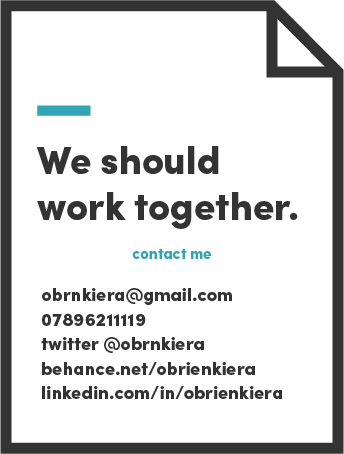 We should
work together.
contact me
obrnkiera@gmail.com
07896211119
twitter @obrnkiera
behance.net/obrienkiera
linkedin.com/in/obrienkiera